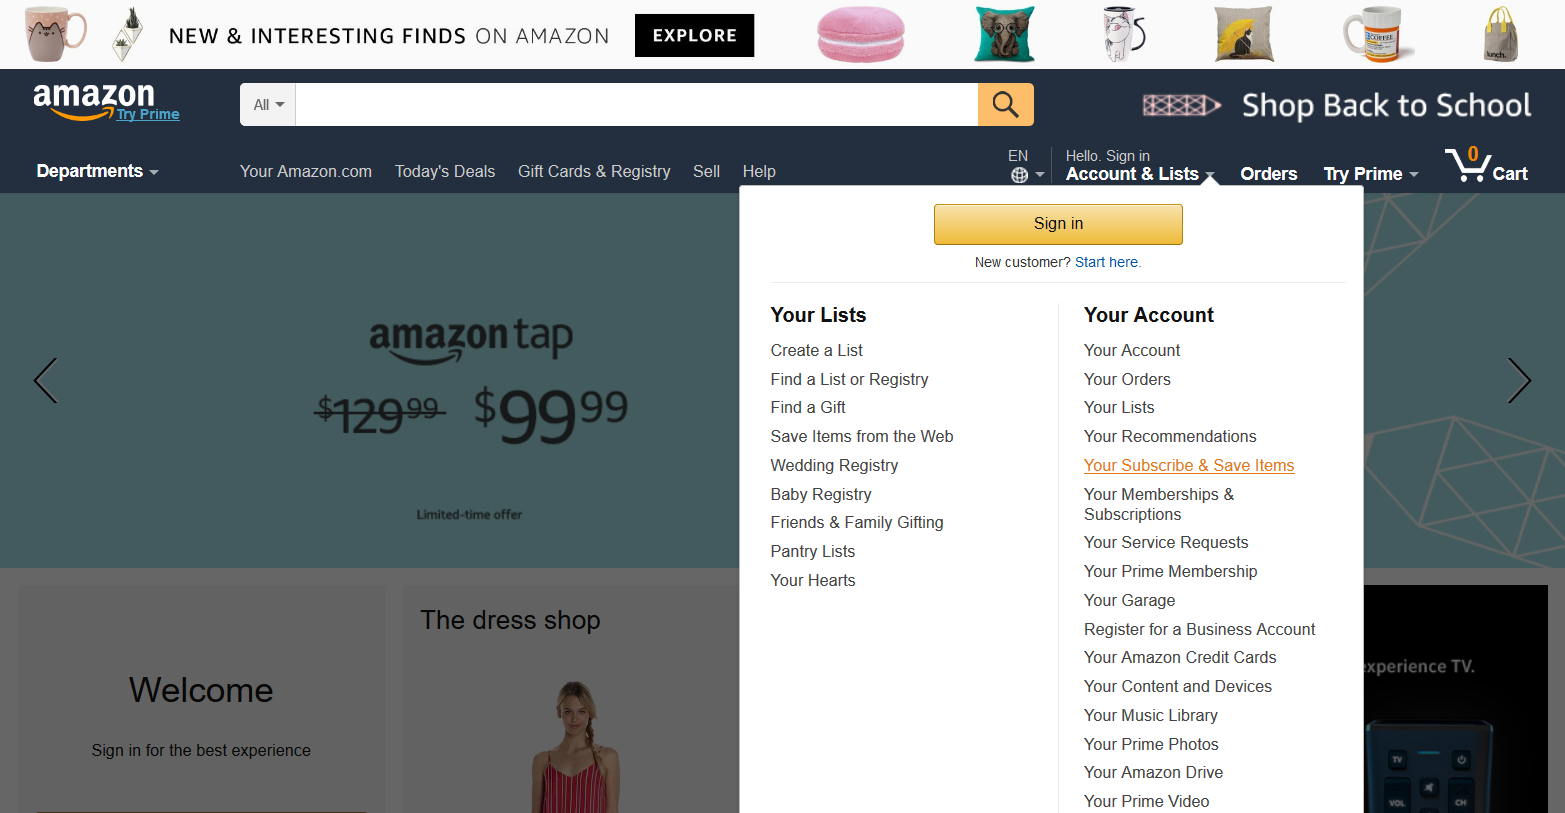 NEW & INTERESTING FINDS ON AMAZON
EXPLORE
COFFEE
lunch.
amazon
Try Prime
All
Shop Back to School
Departments
Your Amazon.com
Today's Deals
Gift Cards & Registry
Sell
Help
EN
Hello. Sign in
Account & Lists
Orders
Try Prime
0
Cart
Sign in
New customer? Start here.
Your Lists
Create a List
Find a List or Registry
Find a Gift
Save Items from the Web
Wedding Registry
Baby Registry
Friends & Family Gifting
Pantry Lists
Your Hearts
Your Account
Your Account
Your Orders
Your Lists
Your Recommendations
Your Subscribe & Save Items
Your Memberships &
Subscriptions
Your Service Requests
Your Prime Membership
Your Garage
Register for a Business Account
Your Amazon Credit Cards
Your Content and Devices
Your Music Library
Your Prime Photos
Your Amazon Drive
Your Prime Video
amazon tap
$129.99 $99.99
Limited-time offer
Welcome
Sign in for the best experience
The dress shop
experience TV.
TV
VOL
CH